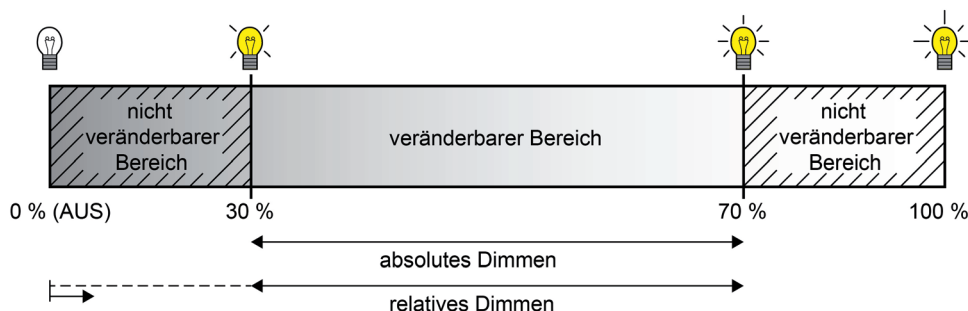 nicht
veränderbarer
Bereich
veränderbarer Bereich
nicht
veränderbarer
Bereich
0 % (AUS)
30 %
70 %
100 %
absolutes Dimmen
relatives Dimmen